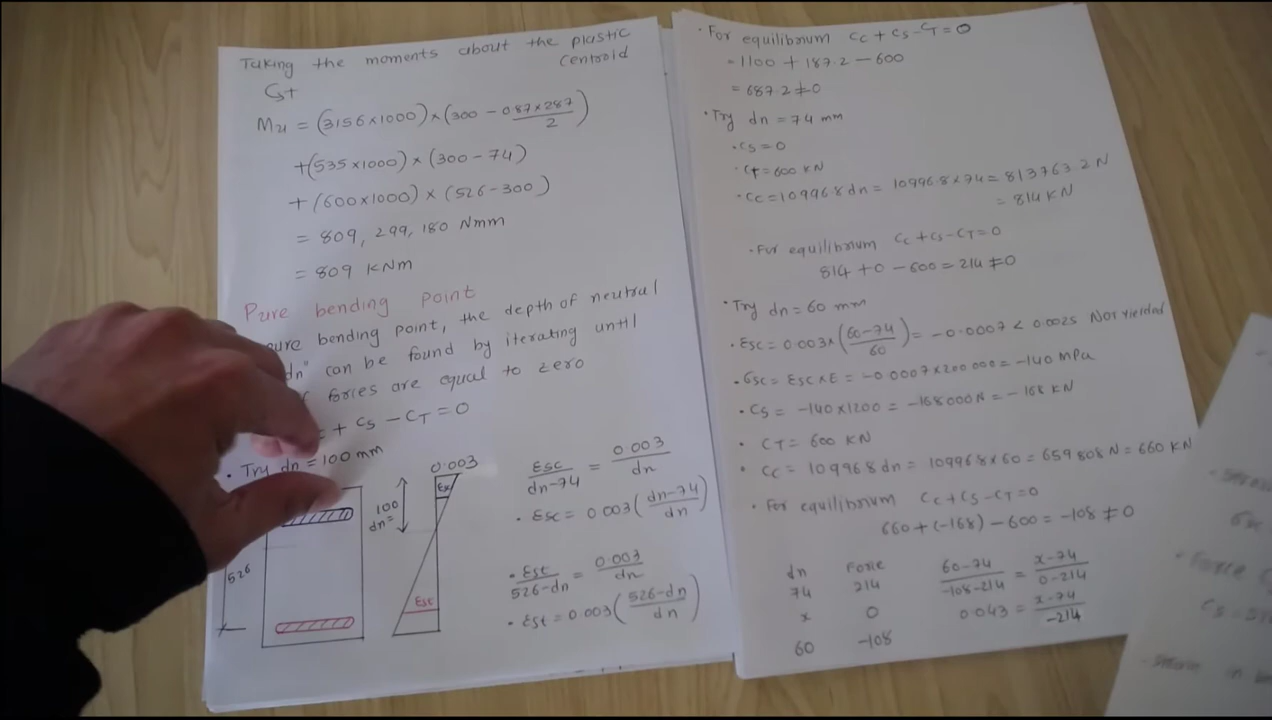 Taking the moments about the plastic
centroid
Cst
Mu = (3156×1000)×(300 - 0.87×287/2)
+(535×1000)×(300-74)
+(600×1000)×(526-300)
= 809,299,180 Nmm
= 809 KNm
Pure bending Point
pure bending point, the depth of neutral
"dn" can be found by iterating until
forces are equal to zero
+ Cs - CT = 0
• Try dn = 100 mm
0.003
100
dn=
Esc
526
Est
Esc/dn-74 = 0.003/dn
• Esc = 0.003(dn-74/dn)
• Est/526-dn = 0.003/dn
• Est = 0.003(526-dn/dn)
• For equilibrium Cc + Cs - CT = 0
= 1100 + 187.2 - 600
= 687.2 ≠ 0
• Try dn = 74 mm
• Cs = 0
• CT = 600 KN
• Cc = 10996.8 dn = 10996.8 × 74 = 813763.2 N
= 814 KN
• For equilibrium Cc + Cs - CT = 0
814 + 0 - 600 = 214 ≠ 0
• Try dn = 60 mm
• Esc = 0.003×(60-74/60) = -0.0007 < 0.0025 Not yielded
• σsc = Esc×E = -0.0007×200000 = -140 MPa
• Cs = -140×1200 = -168000N = -168 KN
• CT = 600 KN
• Cc = 10996.8 dn = 10996.8×60 = 659808 N = 660 KN
• For equilibrium Cc + Cs - CT = 0
660 + (-168) - 600 = -108 ≠ 0
dn Force
74 214
x 0
60 -108
60-74/-108-214 = x-74/0-214
0.043 = x-74/-214